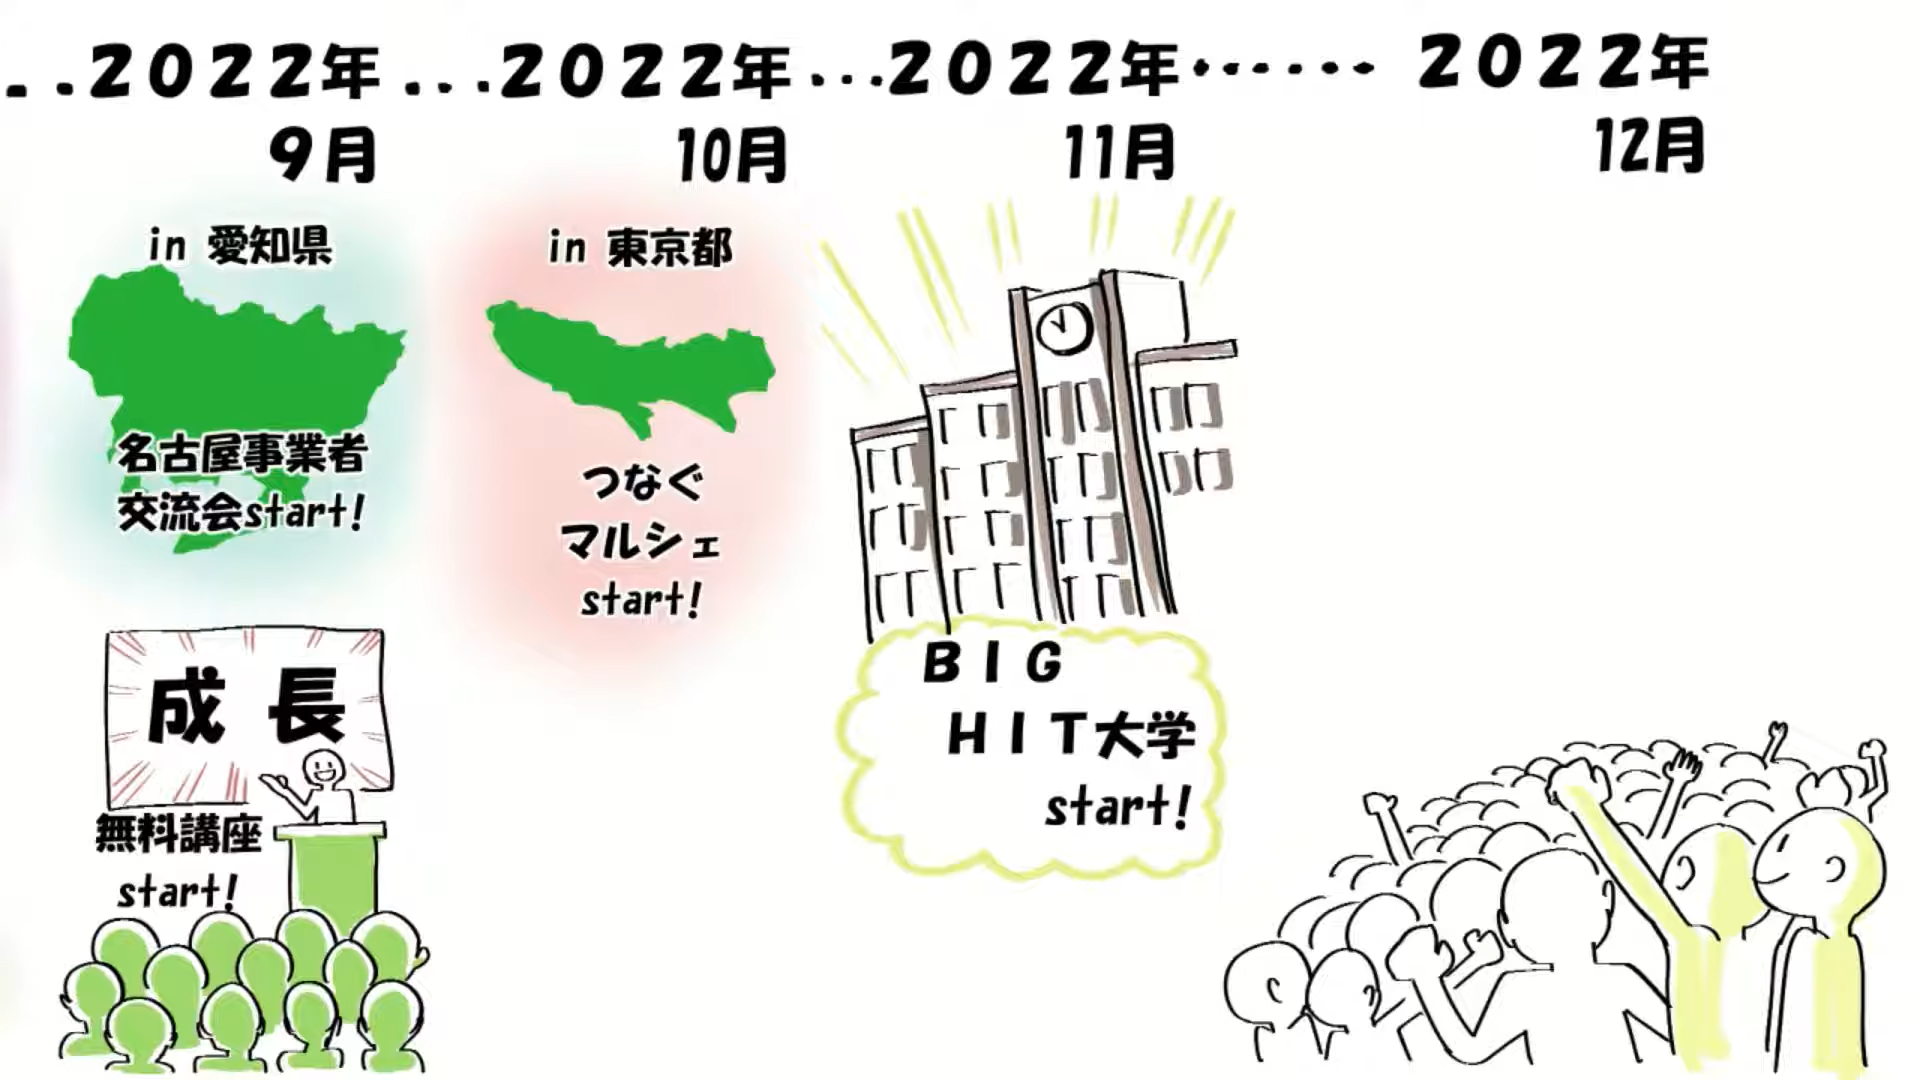 ..2022年...2022年...2022年......2022年
9月
10月
11月
12月
in 愛知県
名古屋事業者
交流会start!
成長
無料講座
start!
in 東京都
つなぐ
マルシェ
start!
BIG
HIT大学
start!